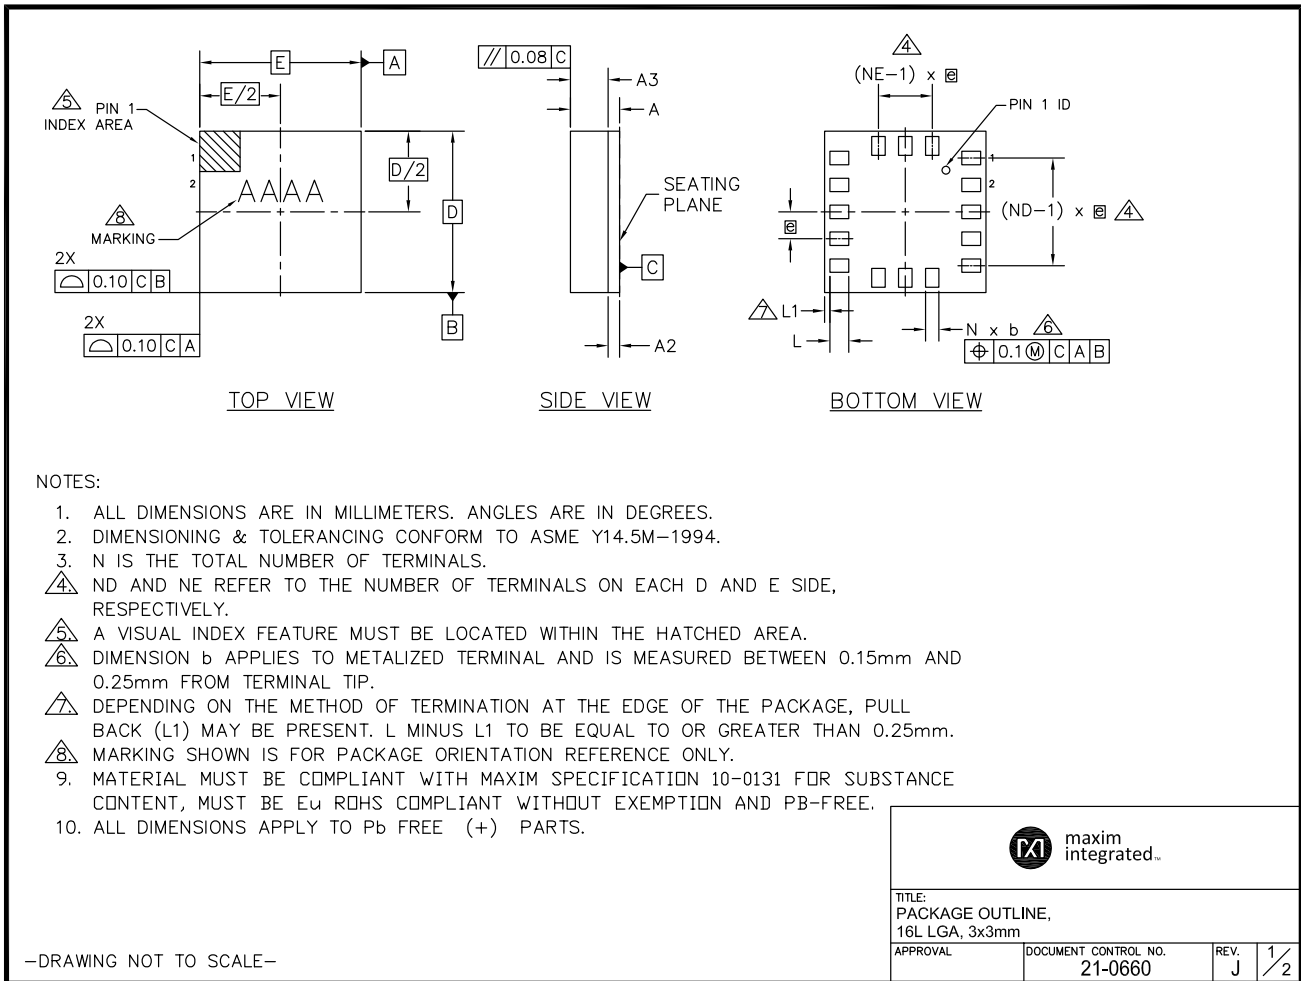 E
A
E/2
5 PIN 1
INDEX AREA
1
2
AAAA
8
MARKING
D/2
D
B
2X
⌓ 0.10 C B
2X
⌓ 0.10 C A
TOP VIEW
// 0.08 C
A3
A
SEATING
PLANE
C
A2
SIDE VIEW
4
(NE-1) x e
PIN 1 ID
1
2
(ND-1) x e 4
e
7 L1
L
N x b 6
⌖ 0.1 Ⓜ C A B
BOTTOM VIEW
NOTES:
1. ALL DIMENSIONS ARE IN MILLIMETERS. ANGLES ARE IN DEGREES.
2. DIMENSIONING & TOLERANCING CONFORM TO ASME Y14.5M-1994.
3. N IS THE TOTAL NUMBER OF TERMINALS.
4. ND AND NE REFER TO THE NUMBER OF TERMINALS ON EACH D AND E SIDE,
RESPECTIVELY.
5. A VISUAL INDEX FEATURE MUST BE LOCATED WITHIN THE HATCHED AREA.
6. DIMENSION b APPLIES TO METALIZED TERMINAL AND IS MEASURED BETWEEN 0.15mm AND
0.25mm FROM TERMINAL TIP.
7. DEPENDING ON THE METHOD OF TERMINATION AT THE EDGE OF THE PACKAGE, PULL
BACK (L1) MAY BE PRESENT. L MINUS L1 TO BE EQUAL TO OR GREATER THAN 0.25mm.
8. MARKING SHOWN IS FOR PACKAGE ORIENTATION REFERENCE ONLY.
9. MATERIAL MUST BE COMPLIANT WITH MAXIM SPECIFICATION 10-0131 FOR SUBSTANCE
CONTENT, MUST BE Eu ROHS COMPLIANT WITHOUT EXEMPTION AND PB-FREE.
10. ALL DIMENSIONS APPLY TO Pb FREE (+) PARTS.
-DRAWING NOT TO SCALE-
maxim
integrated™
TITLE:
PACKAGE OUTLINE,
16L LGA, 3x3mm
APPROVAL
DOCUMENT CONTROL NO.
21-0660
REV.
J
1/2